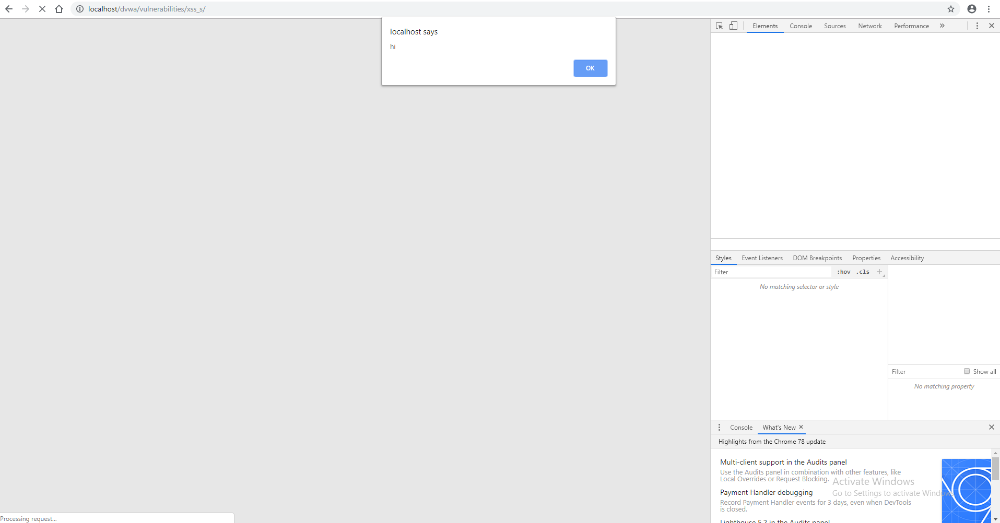 localhost/dvwa/vulnerabilities/xss_s/
localhost says
hi
OK
Elements Console Sources Network Performance
Styles Event Listeners DOM Breakpoints Properties Accessibility
Filter :hov .cls
No matching selector or style
Filter Show all
No matching property
Console What's New
Highlights from the Chrome 78 update
Multi-client support in the Audits panel
Use the Audits panel in combination with other features, like
Local Overrides or Request Blocking.
Activate Windows
Payment Handler debugging
Go to Settings to activate Windows.
Record Payment Handler events for 3 days, even when DevTools
is closed.
Lighthouse 5.2 in the Audits panel
Processing request...